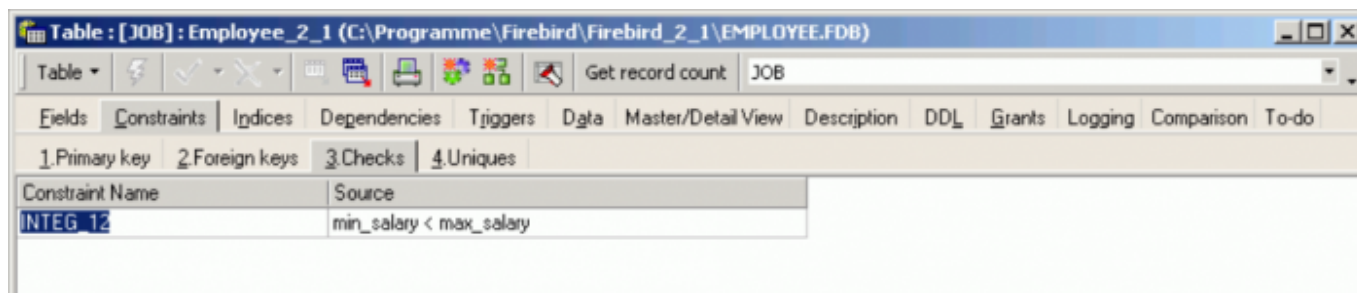 Table : [JOB] : Employee_2_1 (C:\Programme\Firebird\Firebird_2_1\EMPLOYEE.FDB)
Table Get record count JOB
Fields Constraints Indices Dependencies Triggers Data Master/Detail View Description DDL Grants Logging Comparison To-do
1.Primary key 2.Foreign keys 3.Checks 4.Uniques
Constraint Name Source
INTEG_12 min_salary < max_salary